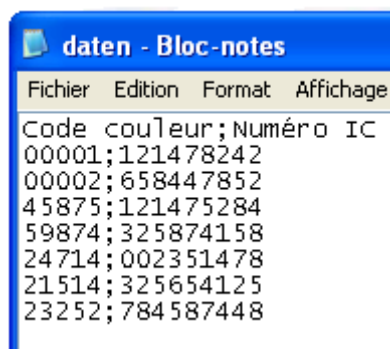 daten - Bloc-notes
Fichier Edition Format Affichage
Code couleur;Numéro IC
00001;121478242
00002;658447852
45875;121475284
59874;325874158
24714;002351478
21514;325654125
23252;784587448